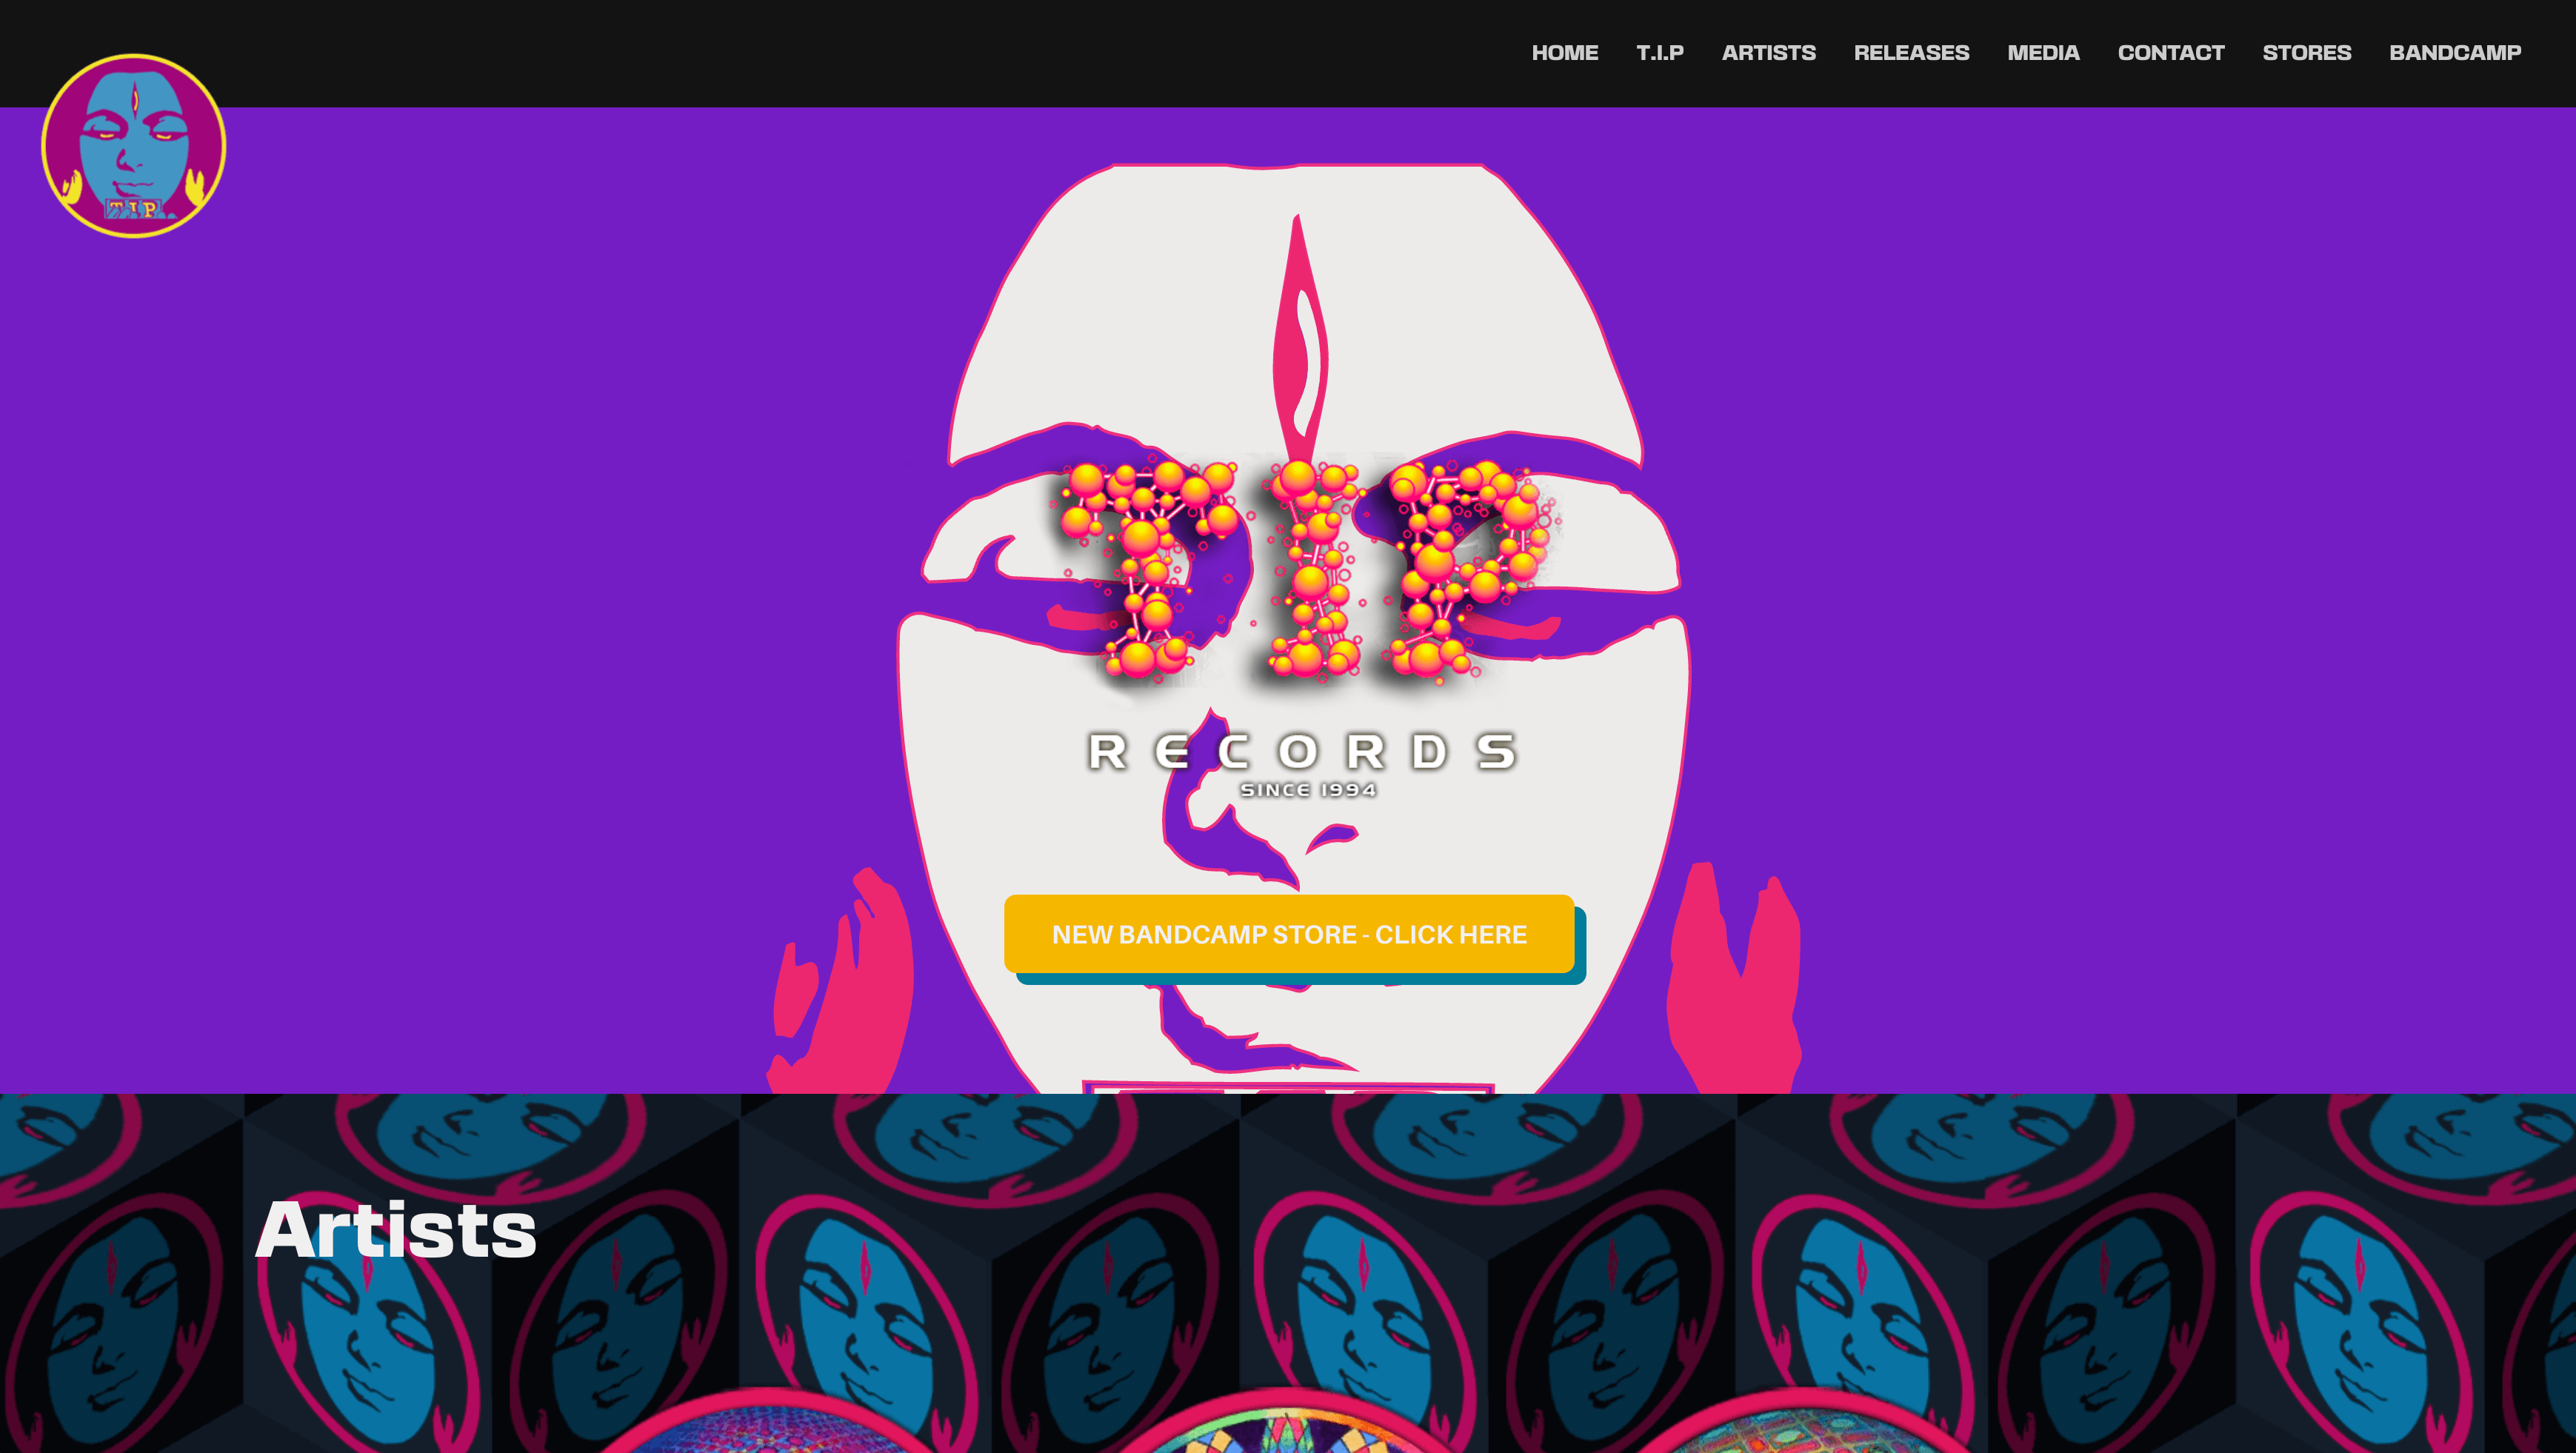 HOME T.I.P ARTISTS RELEASES MEDIA CONTACT STORES BANDCAMP
T.I.P
TIP
RECORDS
SINCE 1994
NEW BANDCAMP STORE - CLICK HERE
Artists